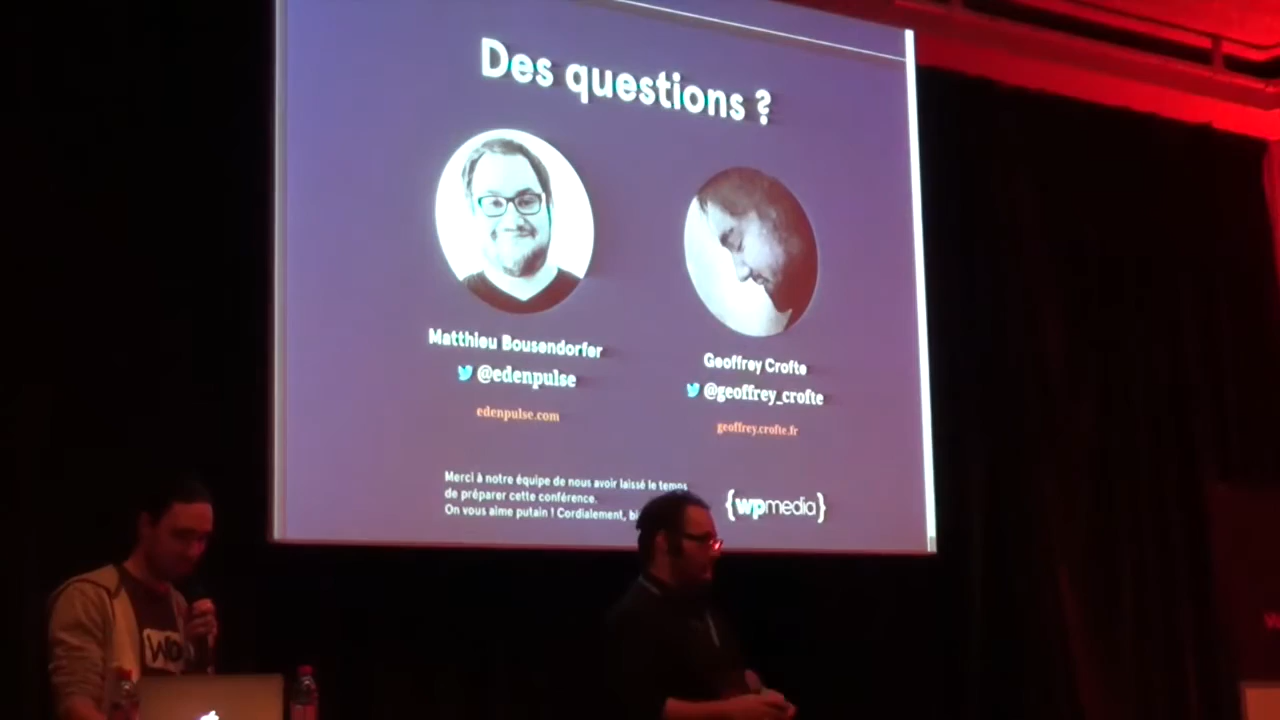 Des questions ?
Matthieu Bousendorfer
@edenpulse
edenpulse.com
Geoffrey Crofte
@geoffrey_crofte
geoffrey.crofte.fr
Merci à notre équipe de nous avoir laissé le temps
de préparer cette conférence.
On vous aime putain ! Cordialement,
{wpmedia}